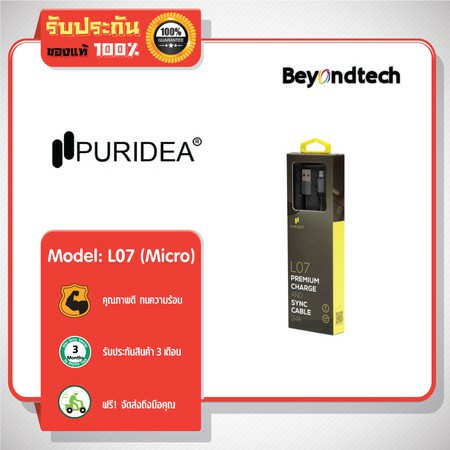 รับประกัน
ของแท้ 100%
100%
GUARANTEE
Beyondtech
PURIDEA®
PURIDEA
L07
PREMIUM
CHARGE
AND
SYNC
CABLE
2.4A
Model: L07 (Micro)
คุณภาพดี ทนความร้อน
3
Months
รับประกันสินค้า 3 เดือน
ฟรี! จัดส่งถึงมือคุณ